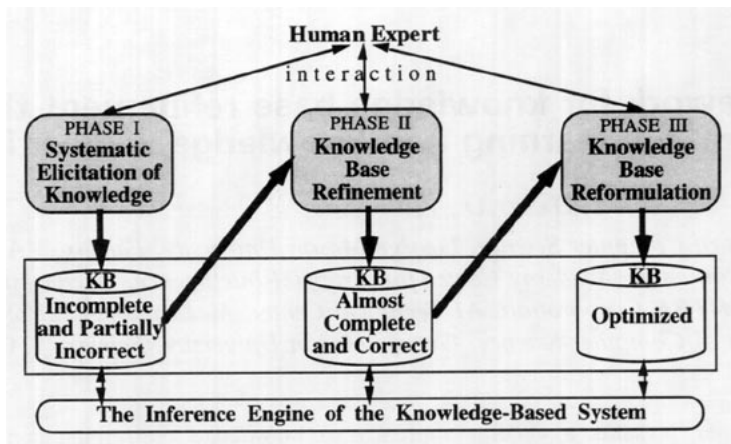 Human Expert
interaction
PHASE I
Systematic
Elicitation of
Knowledge
PHASE II
Knowledge
Base
Refinement
PHASE III
Knowledge
Base
Reformulation
KB
Incomplete
and Partially
Incorrect
KB
Almost
Complete
and Correct
KB
Optimized
The Inference Engine of the Knowledge-Based System